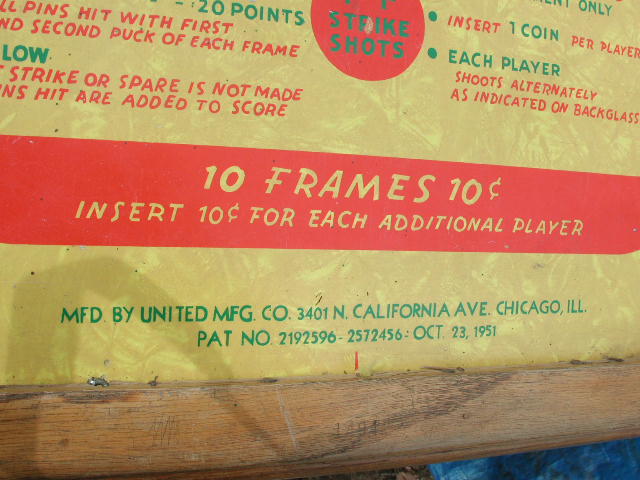 20 POINTS
PINS HIT WITH FIRST
SECOND PUCK OF EACH FRAME
LOW
STRIKE OR SPARE IS NOT MADE
HIT ARE ADDED TO SCORE
STRIKE
SHOTS
ONLY
• INSERT 1 COIN PER PLAYER
• EACH PLAYER
SHOOTS ALTERNATELY
AS INDICATED ON BACKGLASS
10 FRAMES 10¢
INSERT 10¢ FOR EACH ADDITIONAL PLAYER
MFD. BY UNITED MFG. CO. 3401 N. CALIFORNIA AVE. CHICAGO, ILL.
PAT NO. 2192596 - 2572456: OCT. 23, 1951